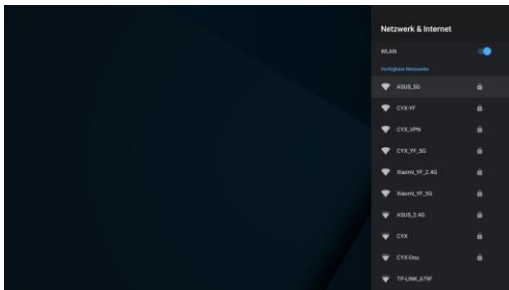 Netzwerk & Internet
WLAN
Verfügbare Netzwerke
ASUS_5G
CYX-YF
CYX_VPN
CYX_YF_5G
Xiaomi_YF_2.4G
Xiaomi_YF_5G
ASUS_2.4G
CYX
CYX-Dou
TP-LINK_679F